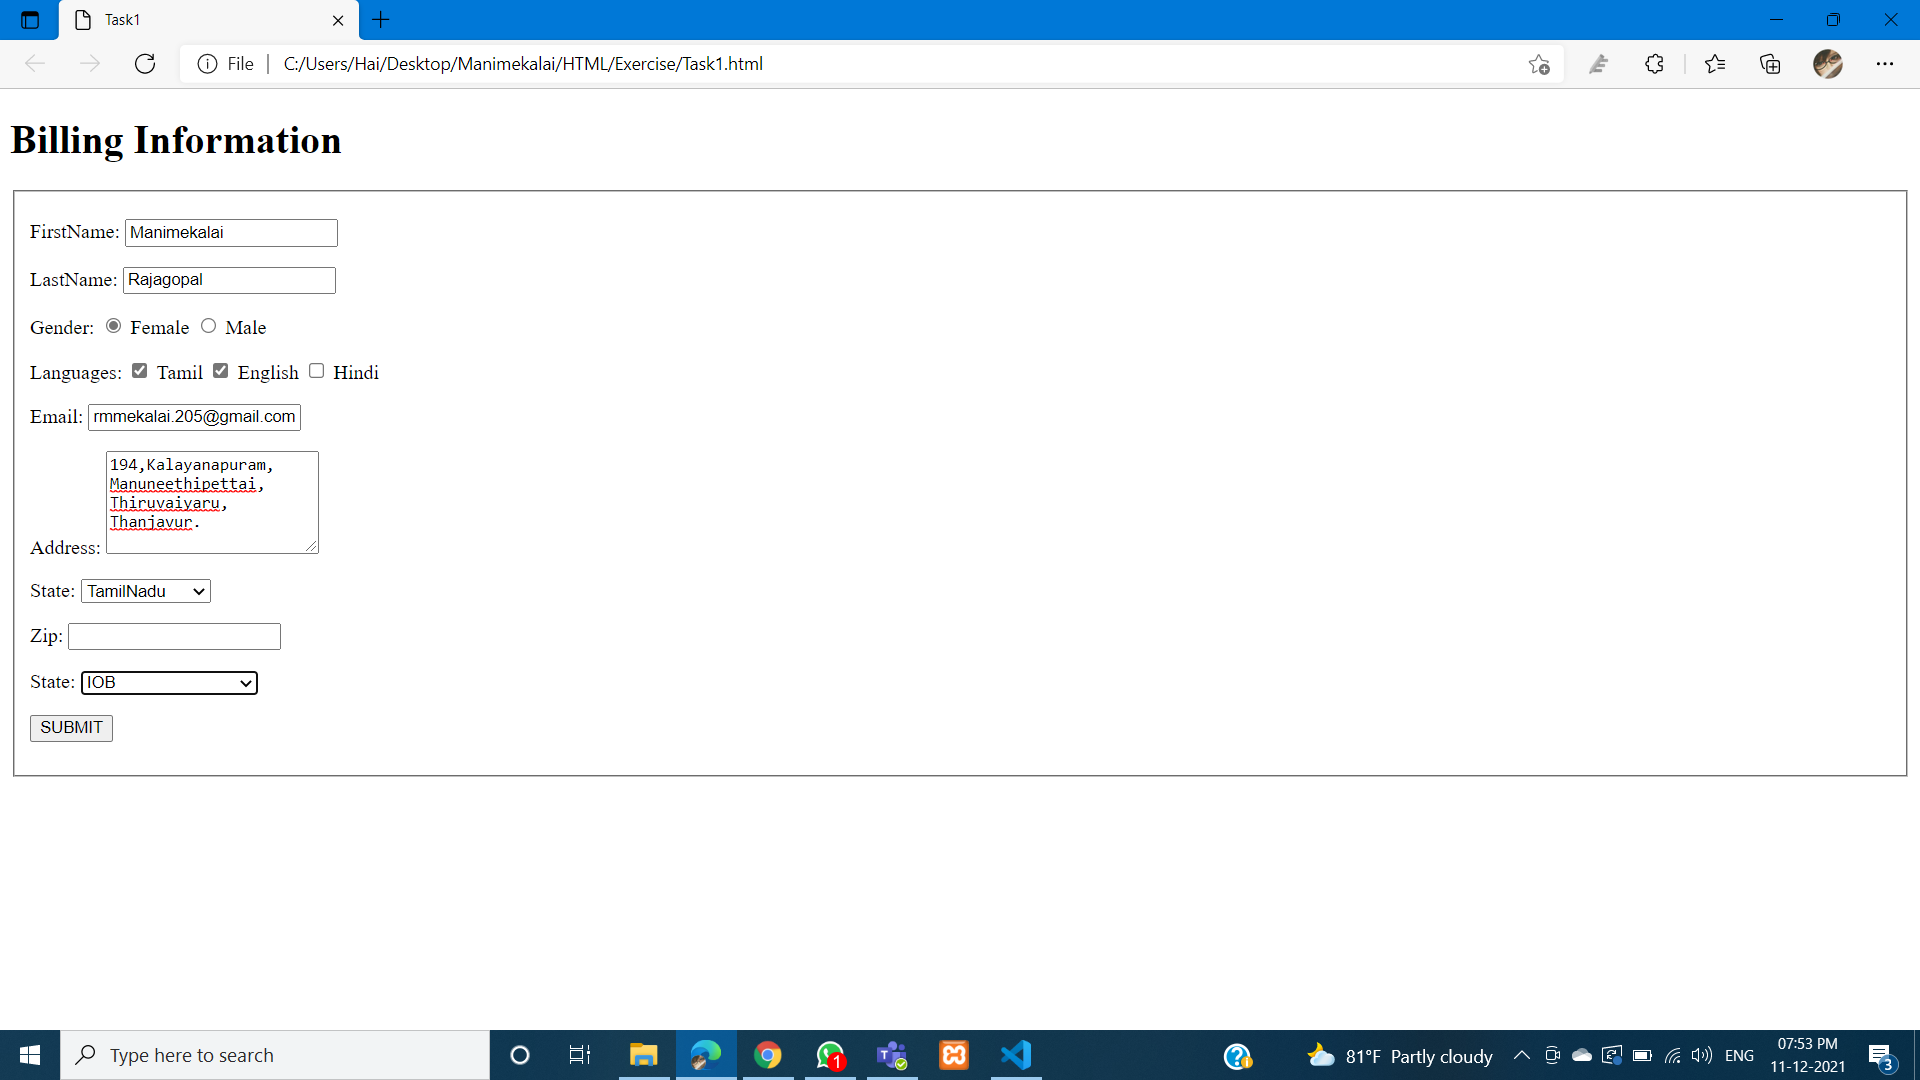 Task1
File
C:/Users/Hai/Desktop/Manimekalai/HTML/Exercise/Task1.html
Billing Information
FirstName: Manimekalai
LastName: Rajagopal
Gender: Female Male
Languages: Tamil English Hindi
Email: rmmekalai.205@gmail.com
194,Kalayanapuram,
Manuneethipettai,
Thiruvaiyaru,
Thanjavur.
Address:
State: TamilNadu
Zip:
State: IOB
SUBMIT
Type here to search
1
81°F Partly cloudy
ENG
07:53 PM
11-12-2021
3